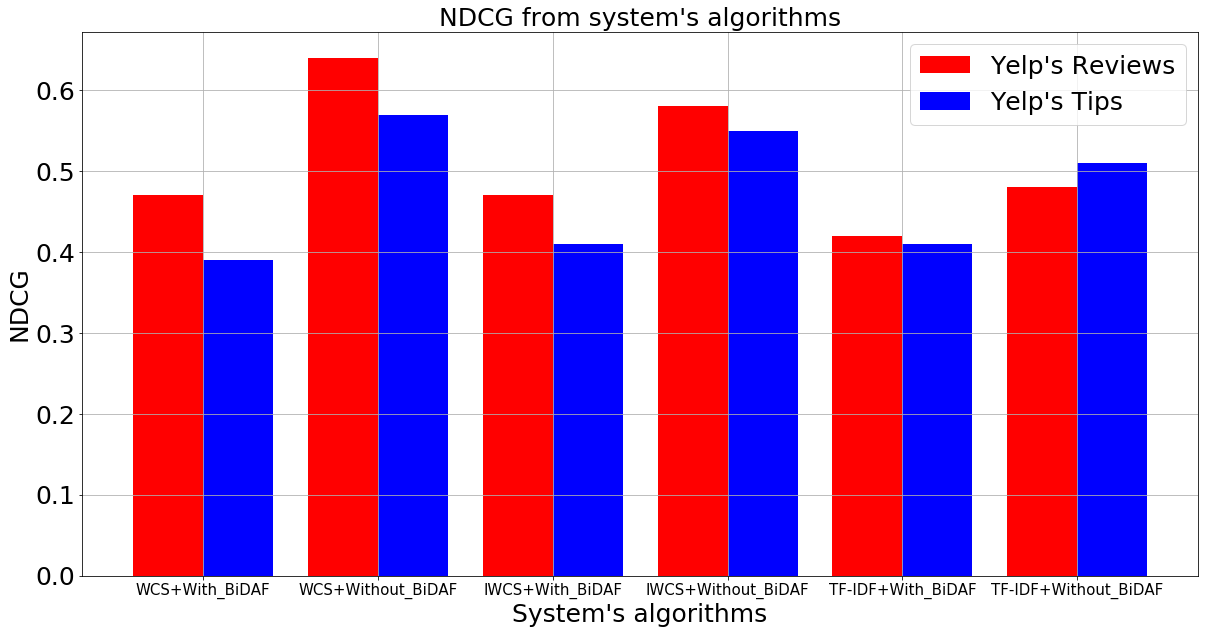 NDCG from system's algorithms
Yelp's Reviews
Yelp's Tips
NDCG
0.6
0.5
0.4
0.3
0.2
0.1
0.0
WCS+With_BiDAF WCS+Without_BiDAF IWCS+With_BiDAF IWCS+Without_BiDAF TF-IDF+With_BiDAF TF-IDF+Without_BiDAF
System's algorithms